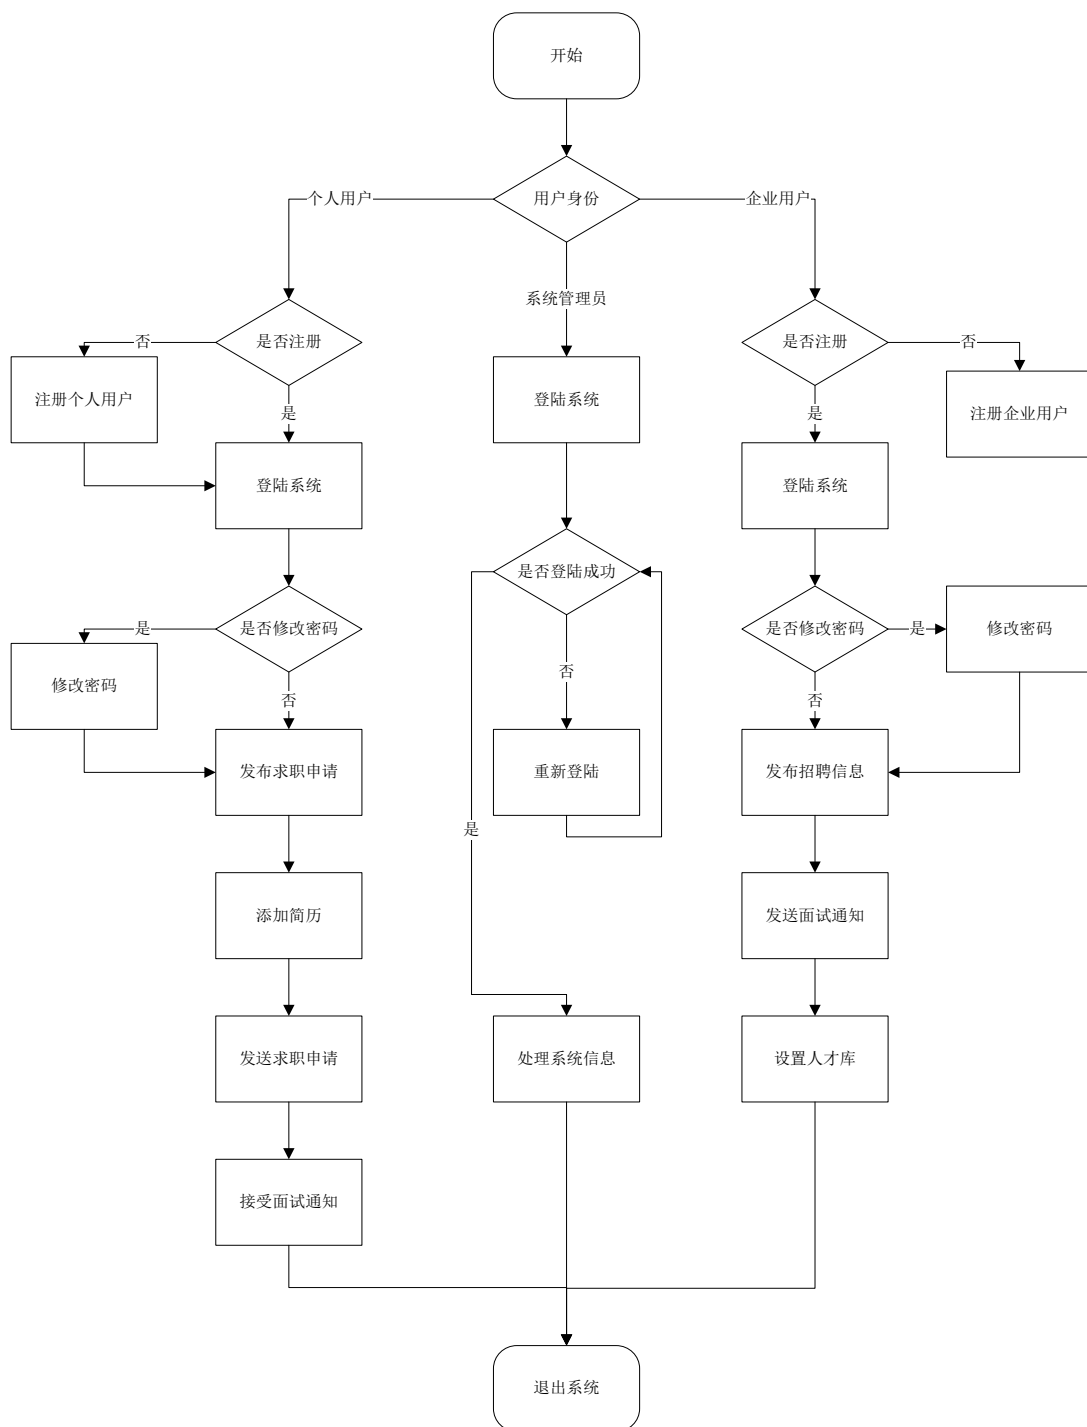 开始
用户身份
个人用户
企业用户
系统管理员
是否注册
否
注册个人用户
是
登陆系统
是否注册
否
注册企业用户
是
登陆系统
登陆系统
是否登陆成功
是否修改密码
是
修改密码
否
是否修改密码
是
修改密码
否
否
发布求职申请
重新登陆
发布招聘信息
是
添加简历
发送面试通知
发送求职申请
处理系统信息
设置人才库
接受面试通知
退出系统